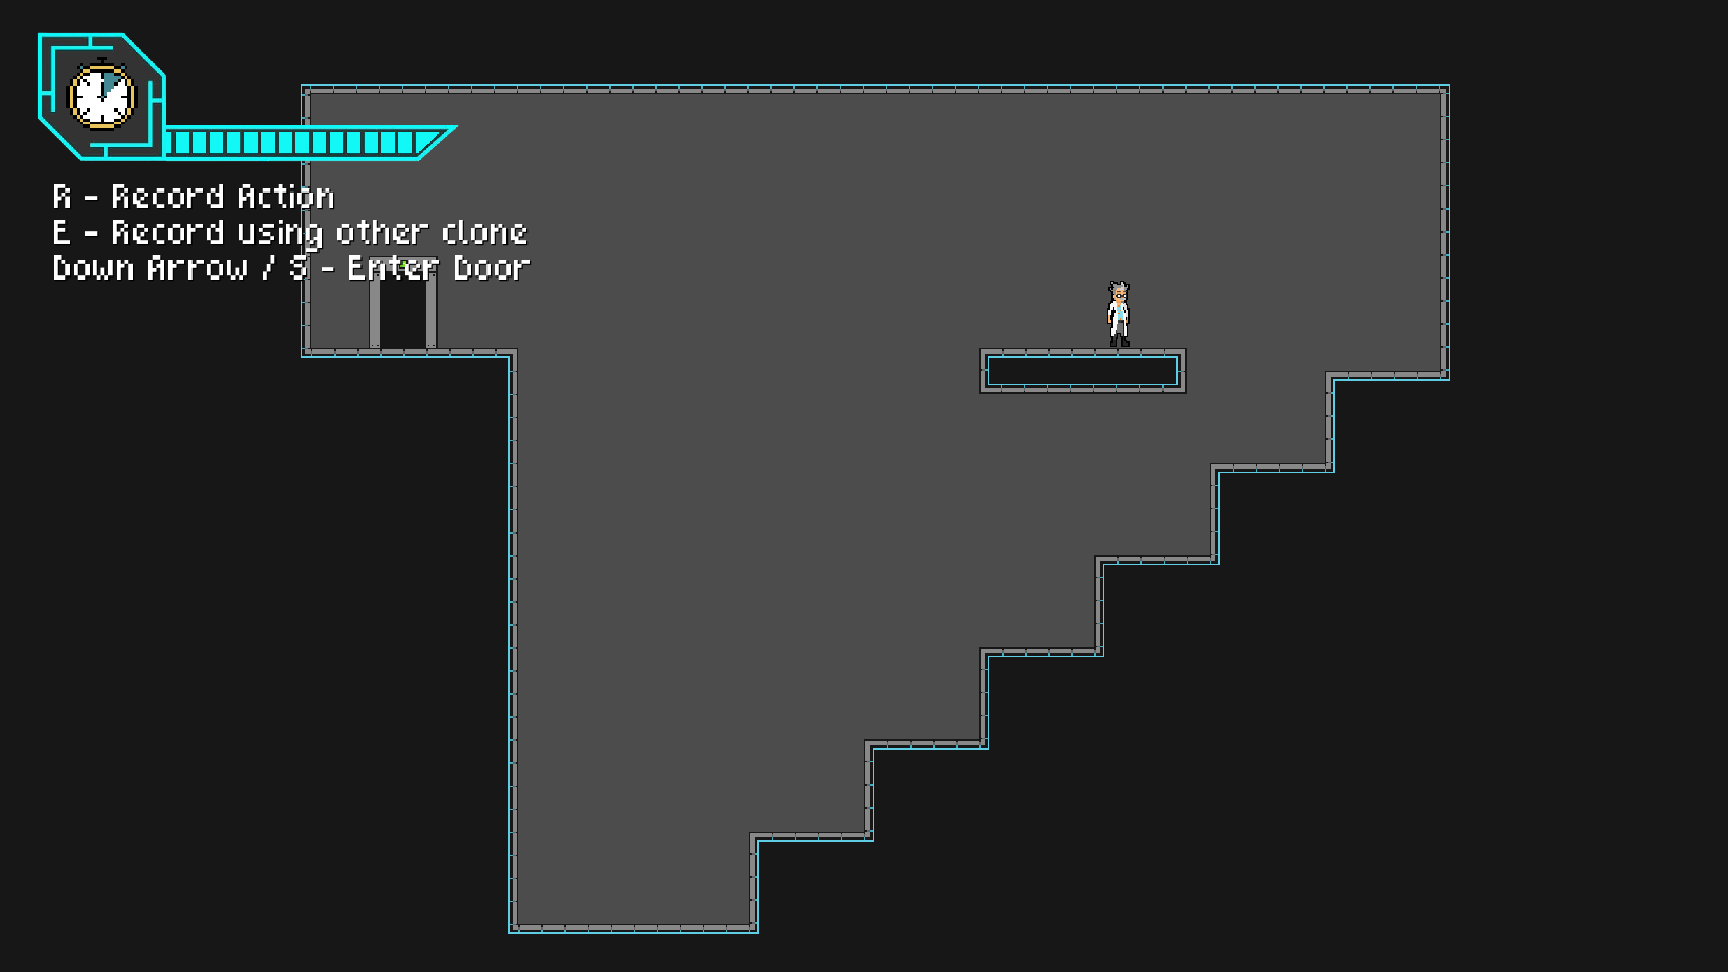 R - Record Action
E - Record using other clone
Down Arrow / S - Enter Door